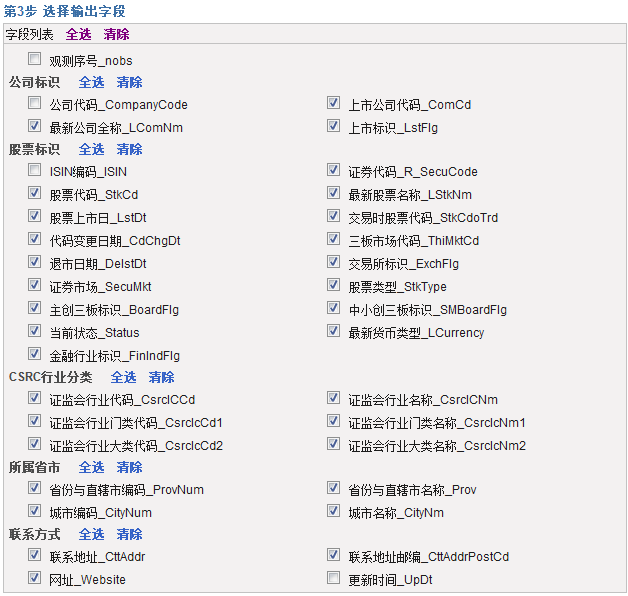 第3步 选择输出字段
字段列表 全选 清除
观测序号_nobs
公司标识 全选 清除
公司代码_CompanyCode 上市公司代码_ComCd
最新公司全称_LComNm 上市标识_LstFlg
股票标识 全选 清除
ISIN编码_ISIN 证券代码_R_SecuCode
股票代码_StkCd 最新股票名称_LStkNm
股票上市日_LstDt 交易时股票代码_StkCdoTrd
代码变更日期_CdChgDt 三板市场代码_ThiMktCd
退市日期_DelstDt 交易所标识_ExchFlg
证券市场_SecuMkt 股票类型_StkType
主创三板标识_BoardFlg 中小创三板标识_SMBoardFlg
当前状态_Status 最新货币类型_LCurrency
金融行业标识_FinIndFlg
CSRC行业分类 全选 清除
证监会行业代码_CsrcICCd 证监会行业名称_CsrcICNm
证监会行业门类代码_CsrcIcCd1 证监会行业门类名称_CsrcIcNm1
证监会行业大类代码_CsrcIcCd2 证监会行业大类名称_CsrcIcNm2
所属省市 全选 清除
省份与直辖市编码_ProvNum 省份与直辖市名称_Prov
城市编码_CityNum 城市名称_CityNm
联系方式 全选 清除
联系地址_CttAddr 联系地址邮编_CttAddrPostCd
网址_Website 更新时间_UpDt